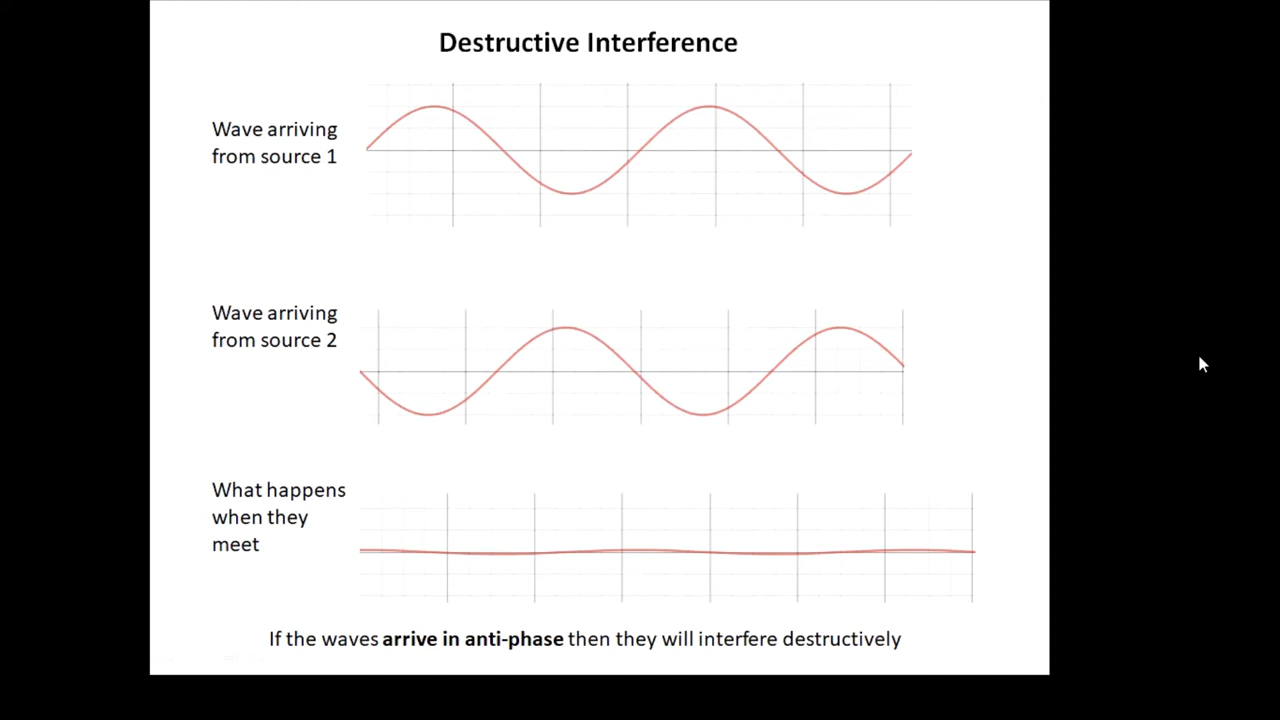 Destructive Interference
Wave arriving
from source 1
Wave arriving
from source 2
What happens
when they
meet
If the waves arrive in anti-phase then they will interfere destructively